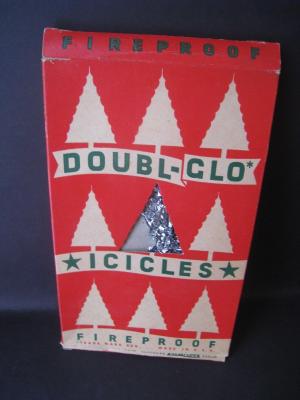 FIREPROOF
DOUBL-GLO*
★ICICLES★
FIREPROOF
MADE IN U.S.A.